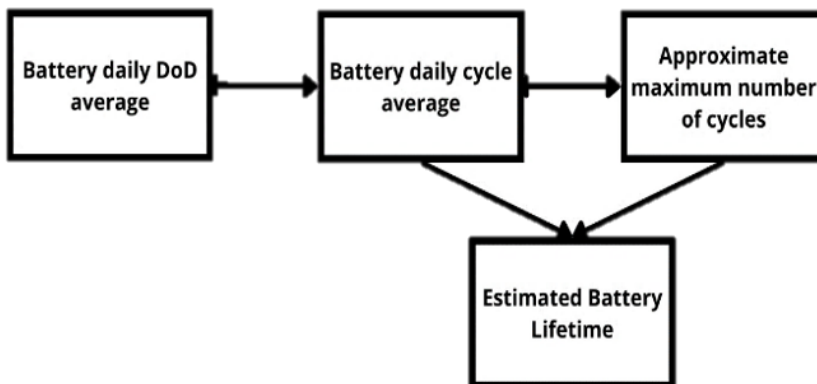 Battery daily DoD
average
Battery daily cycle
average
Approximate
maximum number
of cycles
Estimated Battery
Lifetime